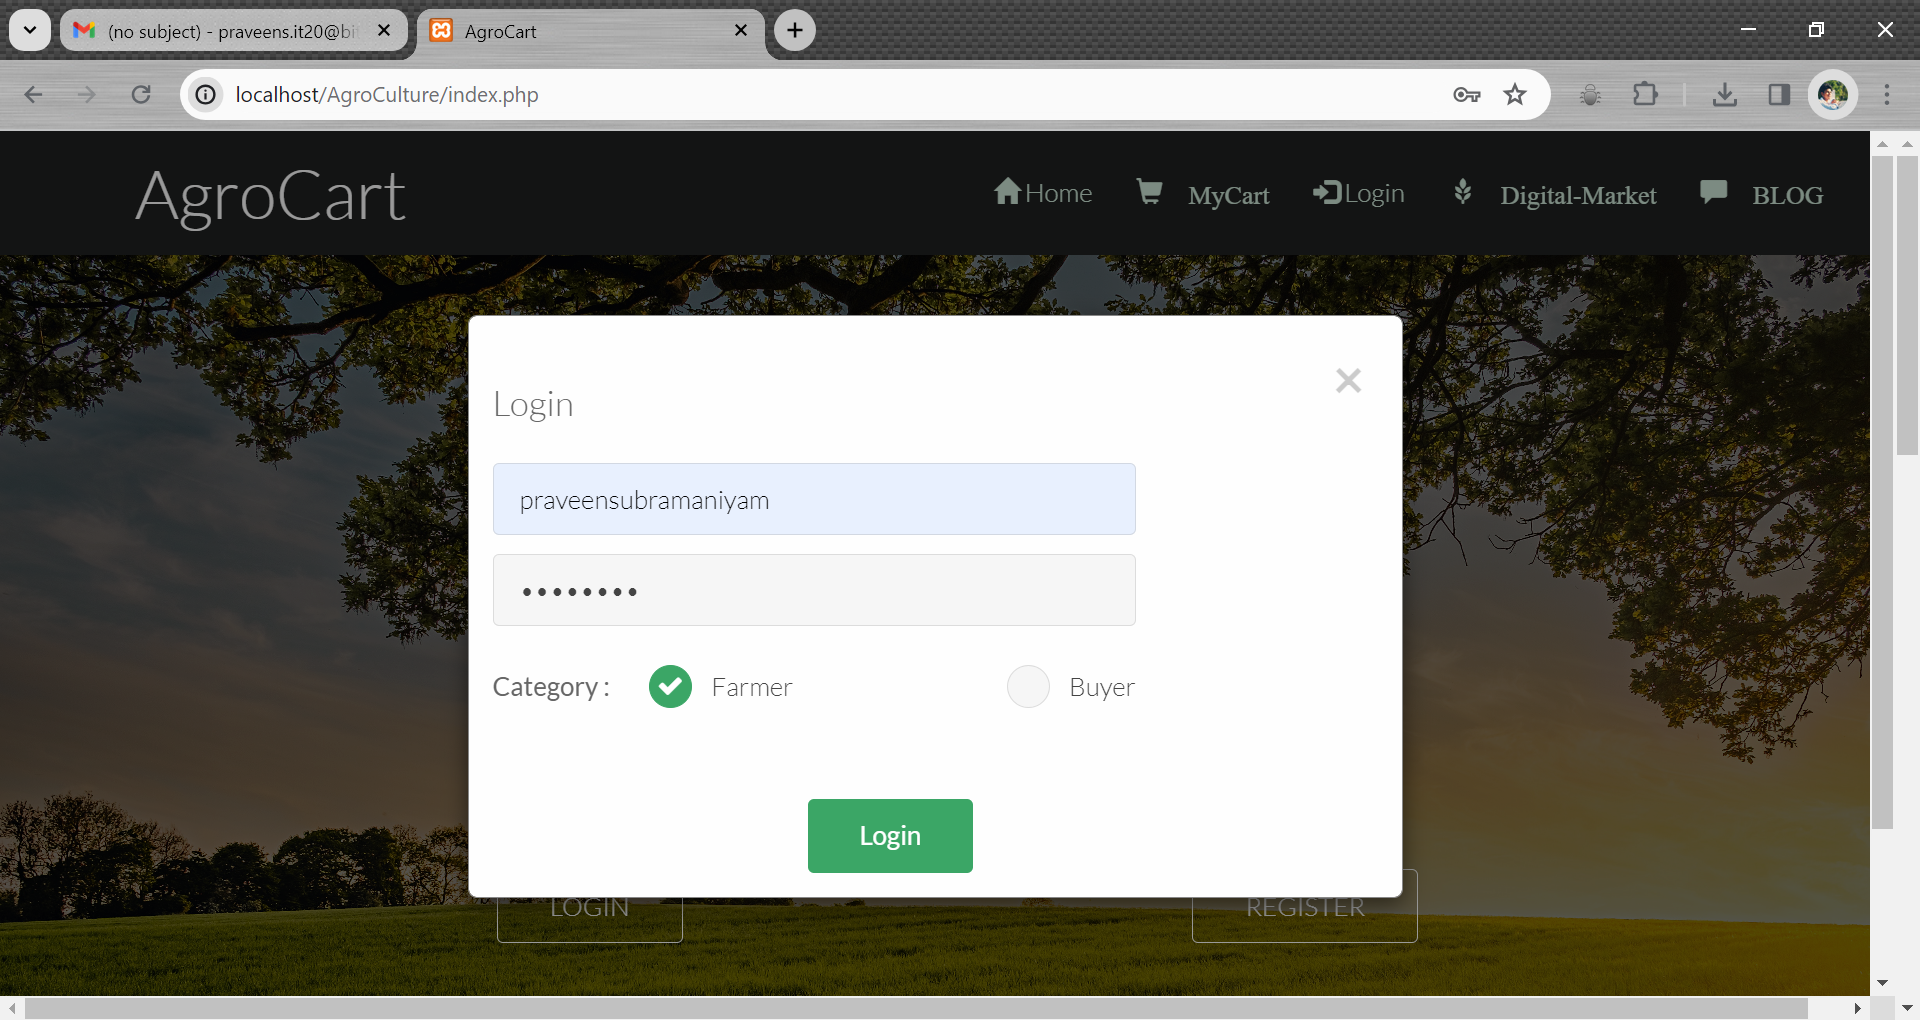 (no subject) - praveens.it20@bi
AgroCart
localhost/AgroCulture/index.php
AgroCart
Home
MyCart
Login
Digital-Market
BLOG
Login
praveensubramaniyam
••••••••
Category :
Farmer
Buyer
Login
LOGIN
REGISTER